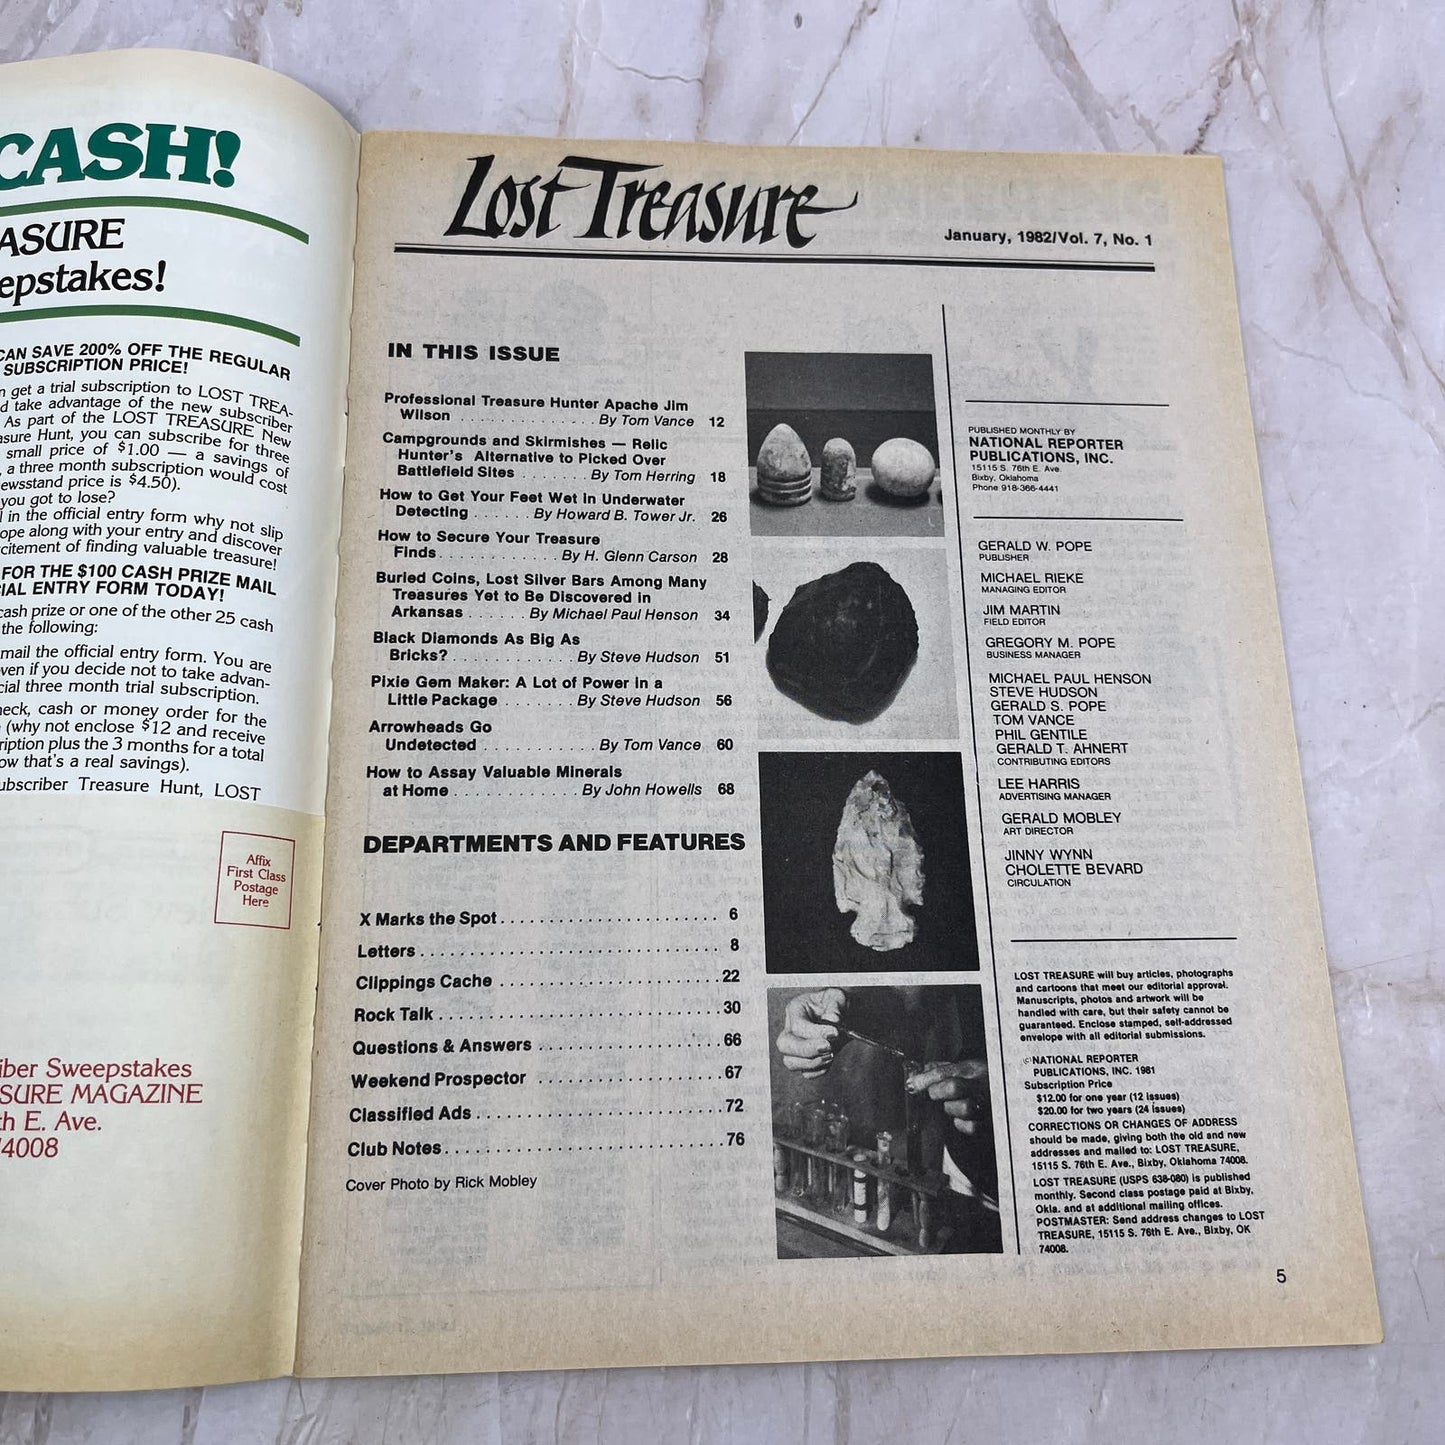 CASH!
ASURE
epstakes!
CAN SAVE 200% OFF THE REGULAR
SUBSCRIPTION PRICE!
n get a trial subscription to LOST TREA-
d take advantage of the new subscriber
As part of the LOST TREASURE New
asure Hunt, you can subscribe for three
small price of $1.00 — a savings of
, a three month subscription would cost
ewsstand price is $4.50).
you got to lose?
l in the official entry form why not slip
ope along with your entry and discover
citement of finding valuable treasure!
FOR THE $100 CASH PRIZE MAIL
IAL ENTRY FORM TODAY!
cash prize or one of the other 25 cash
the following:
mail the official entry form. You are
ven if you decide not to take advan-
cial three month trial subscription.
heck, cash or money order for the
(why not enclose $12 and receive
ription plus the 3 months for a total
ow that's a real savings).
ubscriber Treasure Hunt, LOST
Affix
First Class
Postage
Here
iber Sweepstakes
SURE MAGAZINE
th E. Ave.
74008
Lost Treasure
January, 1982/Vol. 7, No. 1
IN THIS ISSUE
Professional Treasure Hunter Apache Jim
Wilson . . . . . . . . . . . . . . By Tom Vance 12
Campgrounds and Skirmishes — Relic
Hunter's Alternative to Picked Over
Battlefield Sites . . . . . . . By Tom Herring 18
How to Get Your Feet Wet in Underwater
Detecting . . . . . . By Howard B. Tower Jr. 26
How to Secure Your Treasure
Finds. . . . . . . . . . . . By H. Glenn Carson 28
Buried Coins, Lost Silver Bars Among Many
Treasures Yet to Be Discovered in
Arkansas . . . . . . By Michael Paul Henson 34
Black Diamonds As Big As
Bricks? . . . . . . . . . . . . By Steve Hudson 51
Pixie Gem Maker: A Lot of Power in a
Little Package . . . . . . . By Steve Hudson 56
Arrowheads Go
Undetected . . . . . . . . . . . By Tom Vance 60
How to Assay Valuable Minerals
at Home . . . . . . . . . . . . By John Howells 68
DEPARTMENTS AND FEATURES
X Marks the Spot . . . . . . . . . . . . . . . . . . . . . 6
Letters . . . . . . . . . . . . . . . . . . . . . . . . . . . . 8
Clippings Cache . . . . . . . . . . . . . . . . . . . . . 22
Rock Talk . . . . . . . . . . . . . . . . . . . . . . . . . . 30
Questions & Answers . . . . . . . . . . . . . . . . . 66
Weekend Prospector . . . . . . . . . . . . . . . . . 67
Classified Ads . . . . . . . . . . . . . . . . . . . . . . 72
Club Notes . . . . . . . . . . . . . . . . . . . . . . . . . 76
Cover Photo by Rick Mobley
PUBLISHED MONTHLY BY
NATIONAL REPORTER
PUBLICATIONS, INC.
15115 S. 76th E. Ave.
Bixby, Oklahoma
Phone 918-366-4441
GERALD W. POPE
PUBLISHER
MICHAEL RIEKE
MANAGING EDITOR
JIM MARTIN
FIELD EDITOR
GREGORY M. POPE
BUSINESS MANAGER
MICHAEL PAUL HENSON
STEVE HUDSON
GERALD S. POPE
TOM VANCE
PHIL GENTILE
GERALD T. AHNERT
CONTRIBUTING EDITORS
LEE HARRIS
ADVERTISING MANAGER
GERALD MOBLEY
ART DIRECTOR
JINNY WYNN
CHOLETTE BEVARD
CIRCULATION
LOST TREASURE will buy articles, photographs
and cartoons that meet our editorial approval.
Manuscripts, photos and artwork will be
handled with care, but their safety cannot be
guaranteed. Enclose stamped, self-addressed
envelope with all editorial submissions.
©NATIONAL REPORTER
PUBLICATIONS, INC. 1981
Subscription Price
$12.00 for one year (12 issues)
$20.00 for two years (24 issues)
CORRECTIONS OR CHANGES OF ADDRESS
should be made, giving both the old and new
addresses and mailed to: LOST TREASURE,
15115 S. 76th E. Ave., Bixby, Oklahoma 74008.
LOST TREASURE (USPS 638-080) is published
monthly. Second class postage paid at Bixby,
Okla. and at additional mailing offices.
POSTMASTER: Send address changes to LOST
TREASURE, 15115 S. 76th E. Ave., Bixby, OK
74008.
5